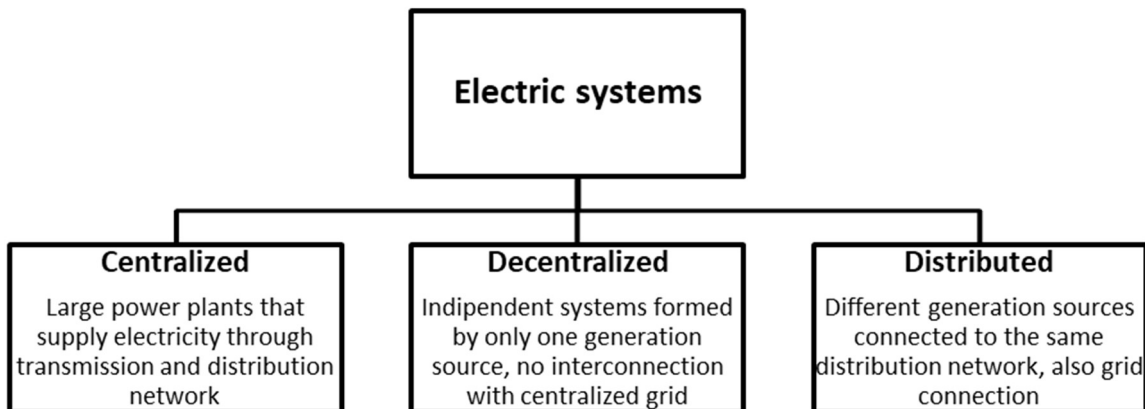 Electric systems
Centralized
Large power plants that
supply electricity through
transmission and distribution
network
Decentralized
Indipendent systems formed
by only one generation
source, no interconnection
with centralized grid
Distributed
Different generation sources
connected to the same
distribution network, also grid
connection